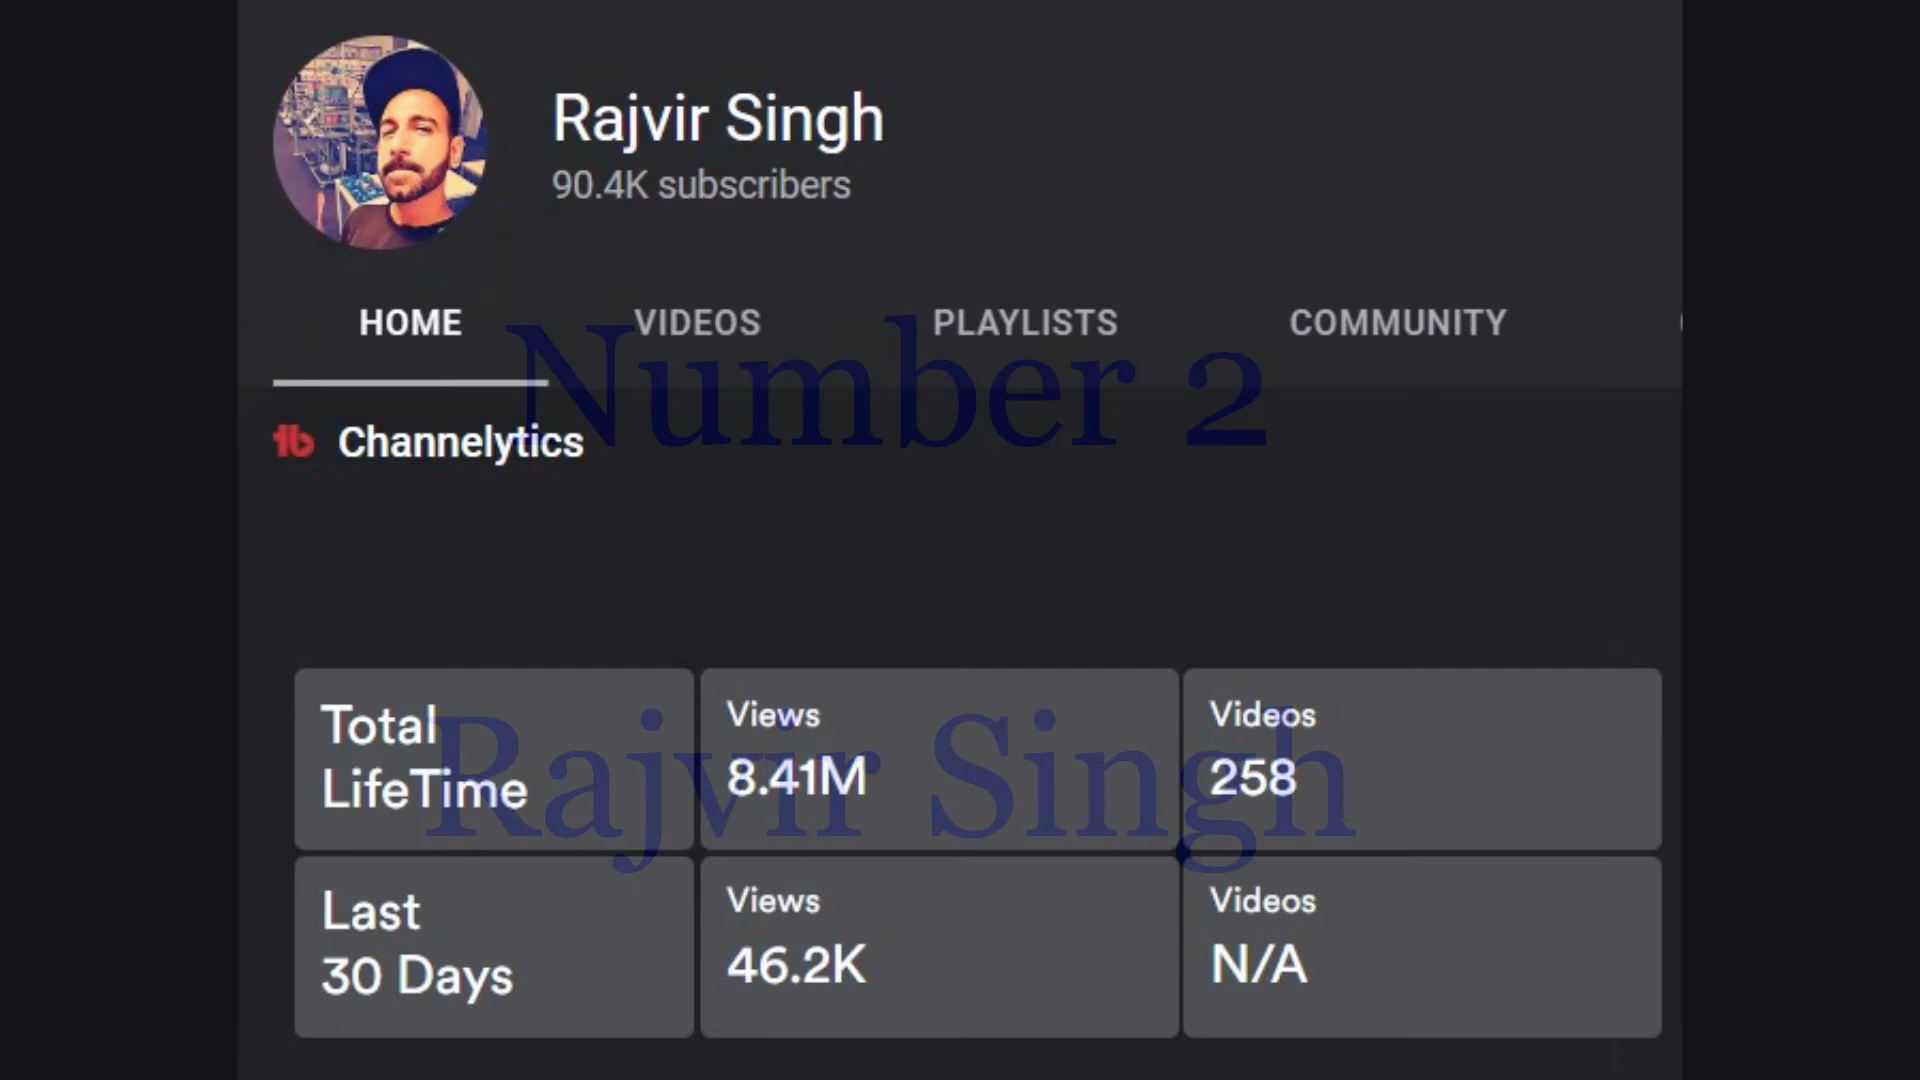 Rajvir Singh
90.4K subscribers
HOME VIDEOS PLAYLISTS COMMUNITY
Number 2
Channelytics
Total LifeTime
Views
8.41M
Videos
258
Rajvir Singh
Last
30 Days
Views
46.2K
Videos
N/A